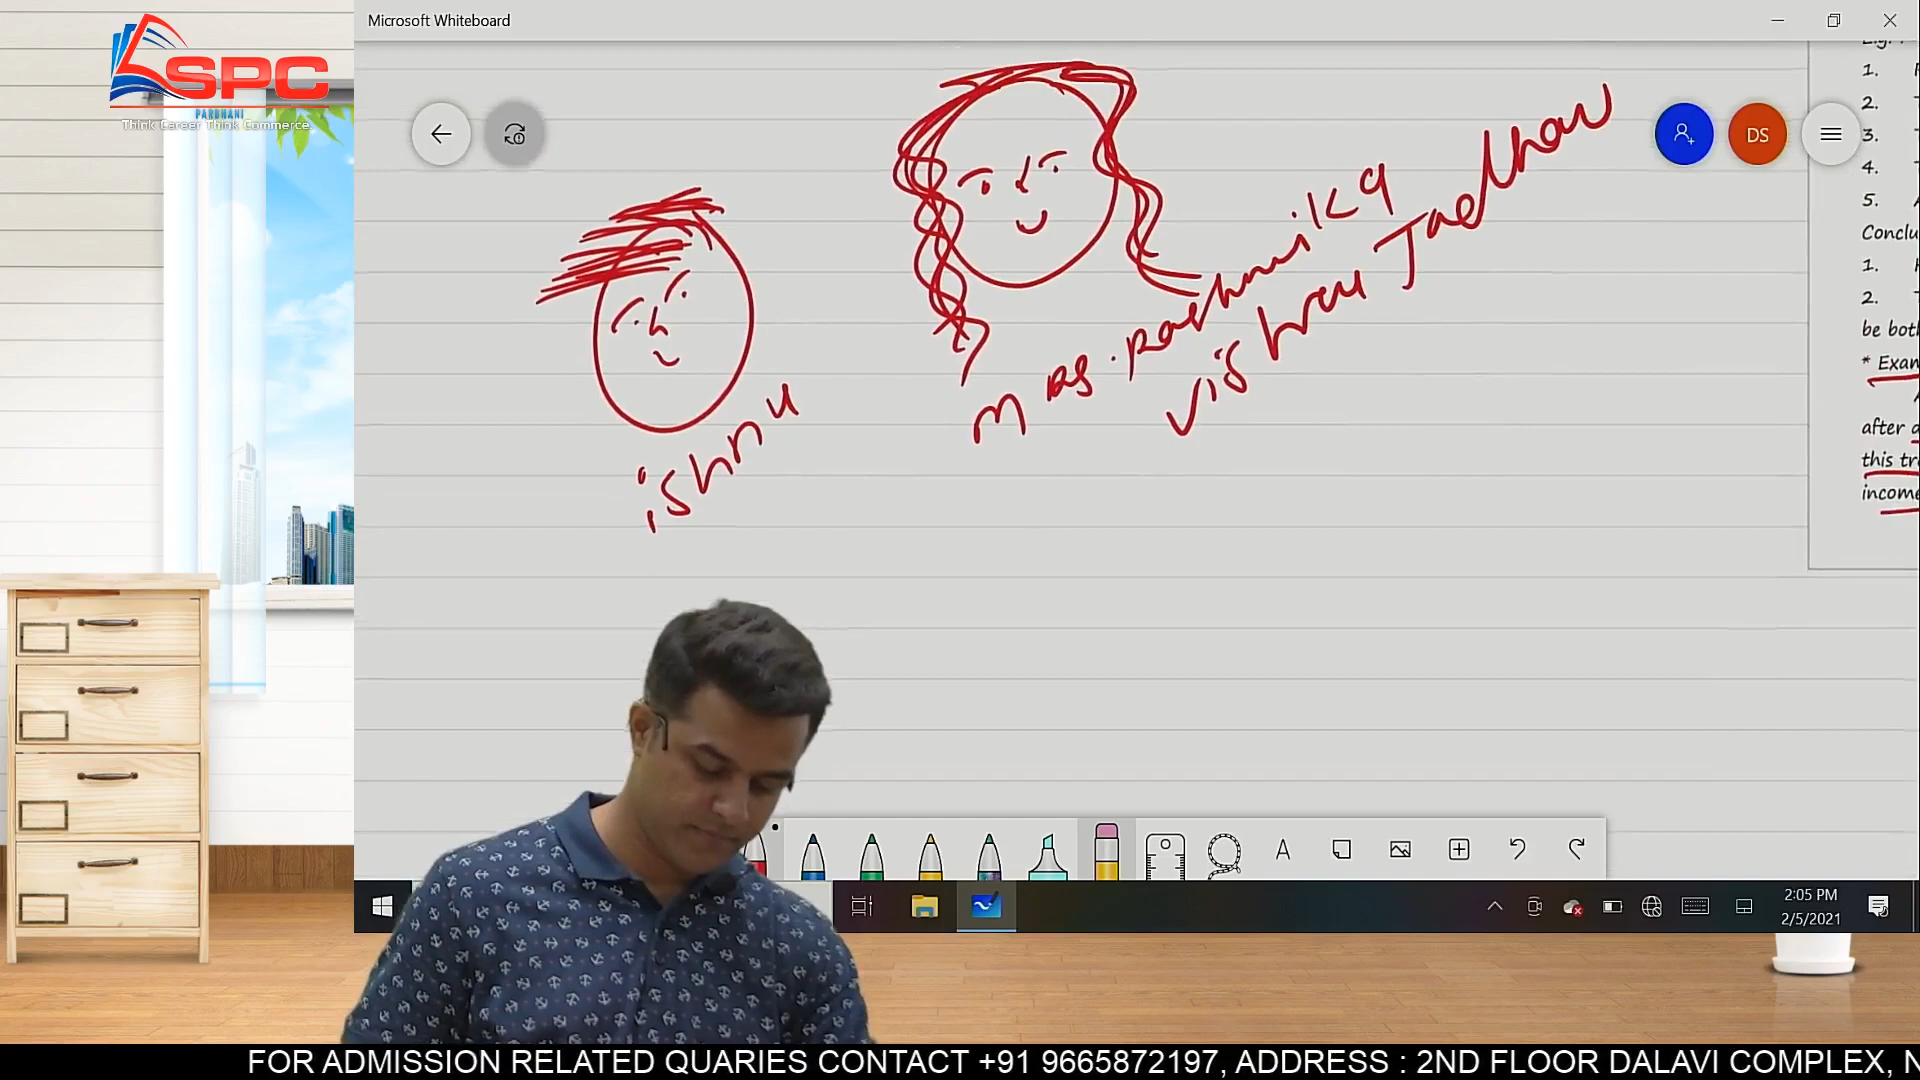 Microsoft Whiteboard
SPC
PARBHANI
Think Career Think Commerce
DS
1.
2.
3.
4.
5.
Conclu
1.
2.
be both
* Exam
after
this tr
income
ishnu
Mrs. Rashmika
Vishnu Jadhav
A
2:05 PM
2/5/2021
FOR ADMISSION RELATED QUARIES CONTACT +91 9665872197, ADDRESS : 2ND FLOOR DALAVI COMPLEX, N